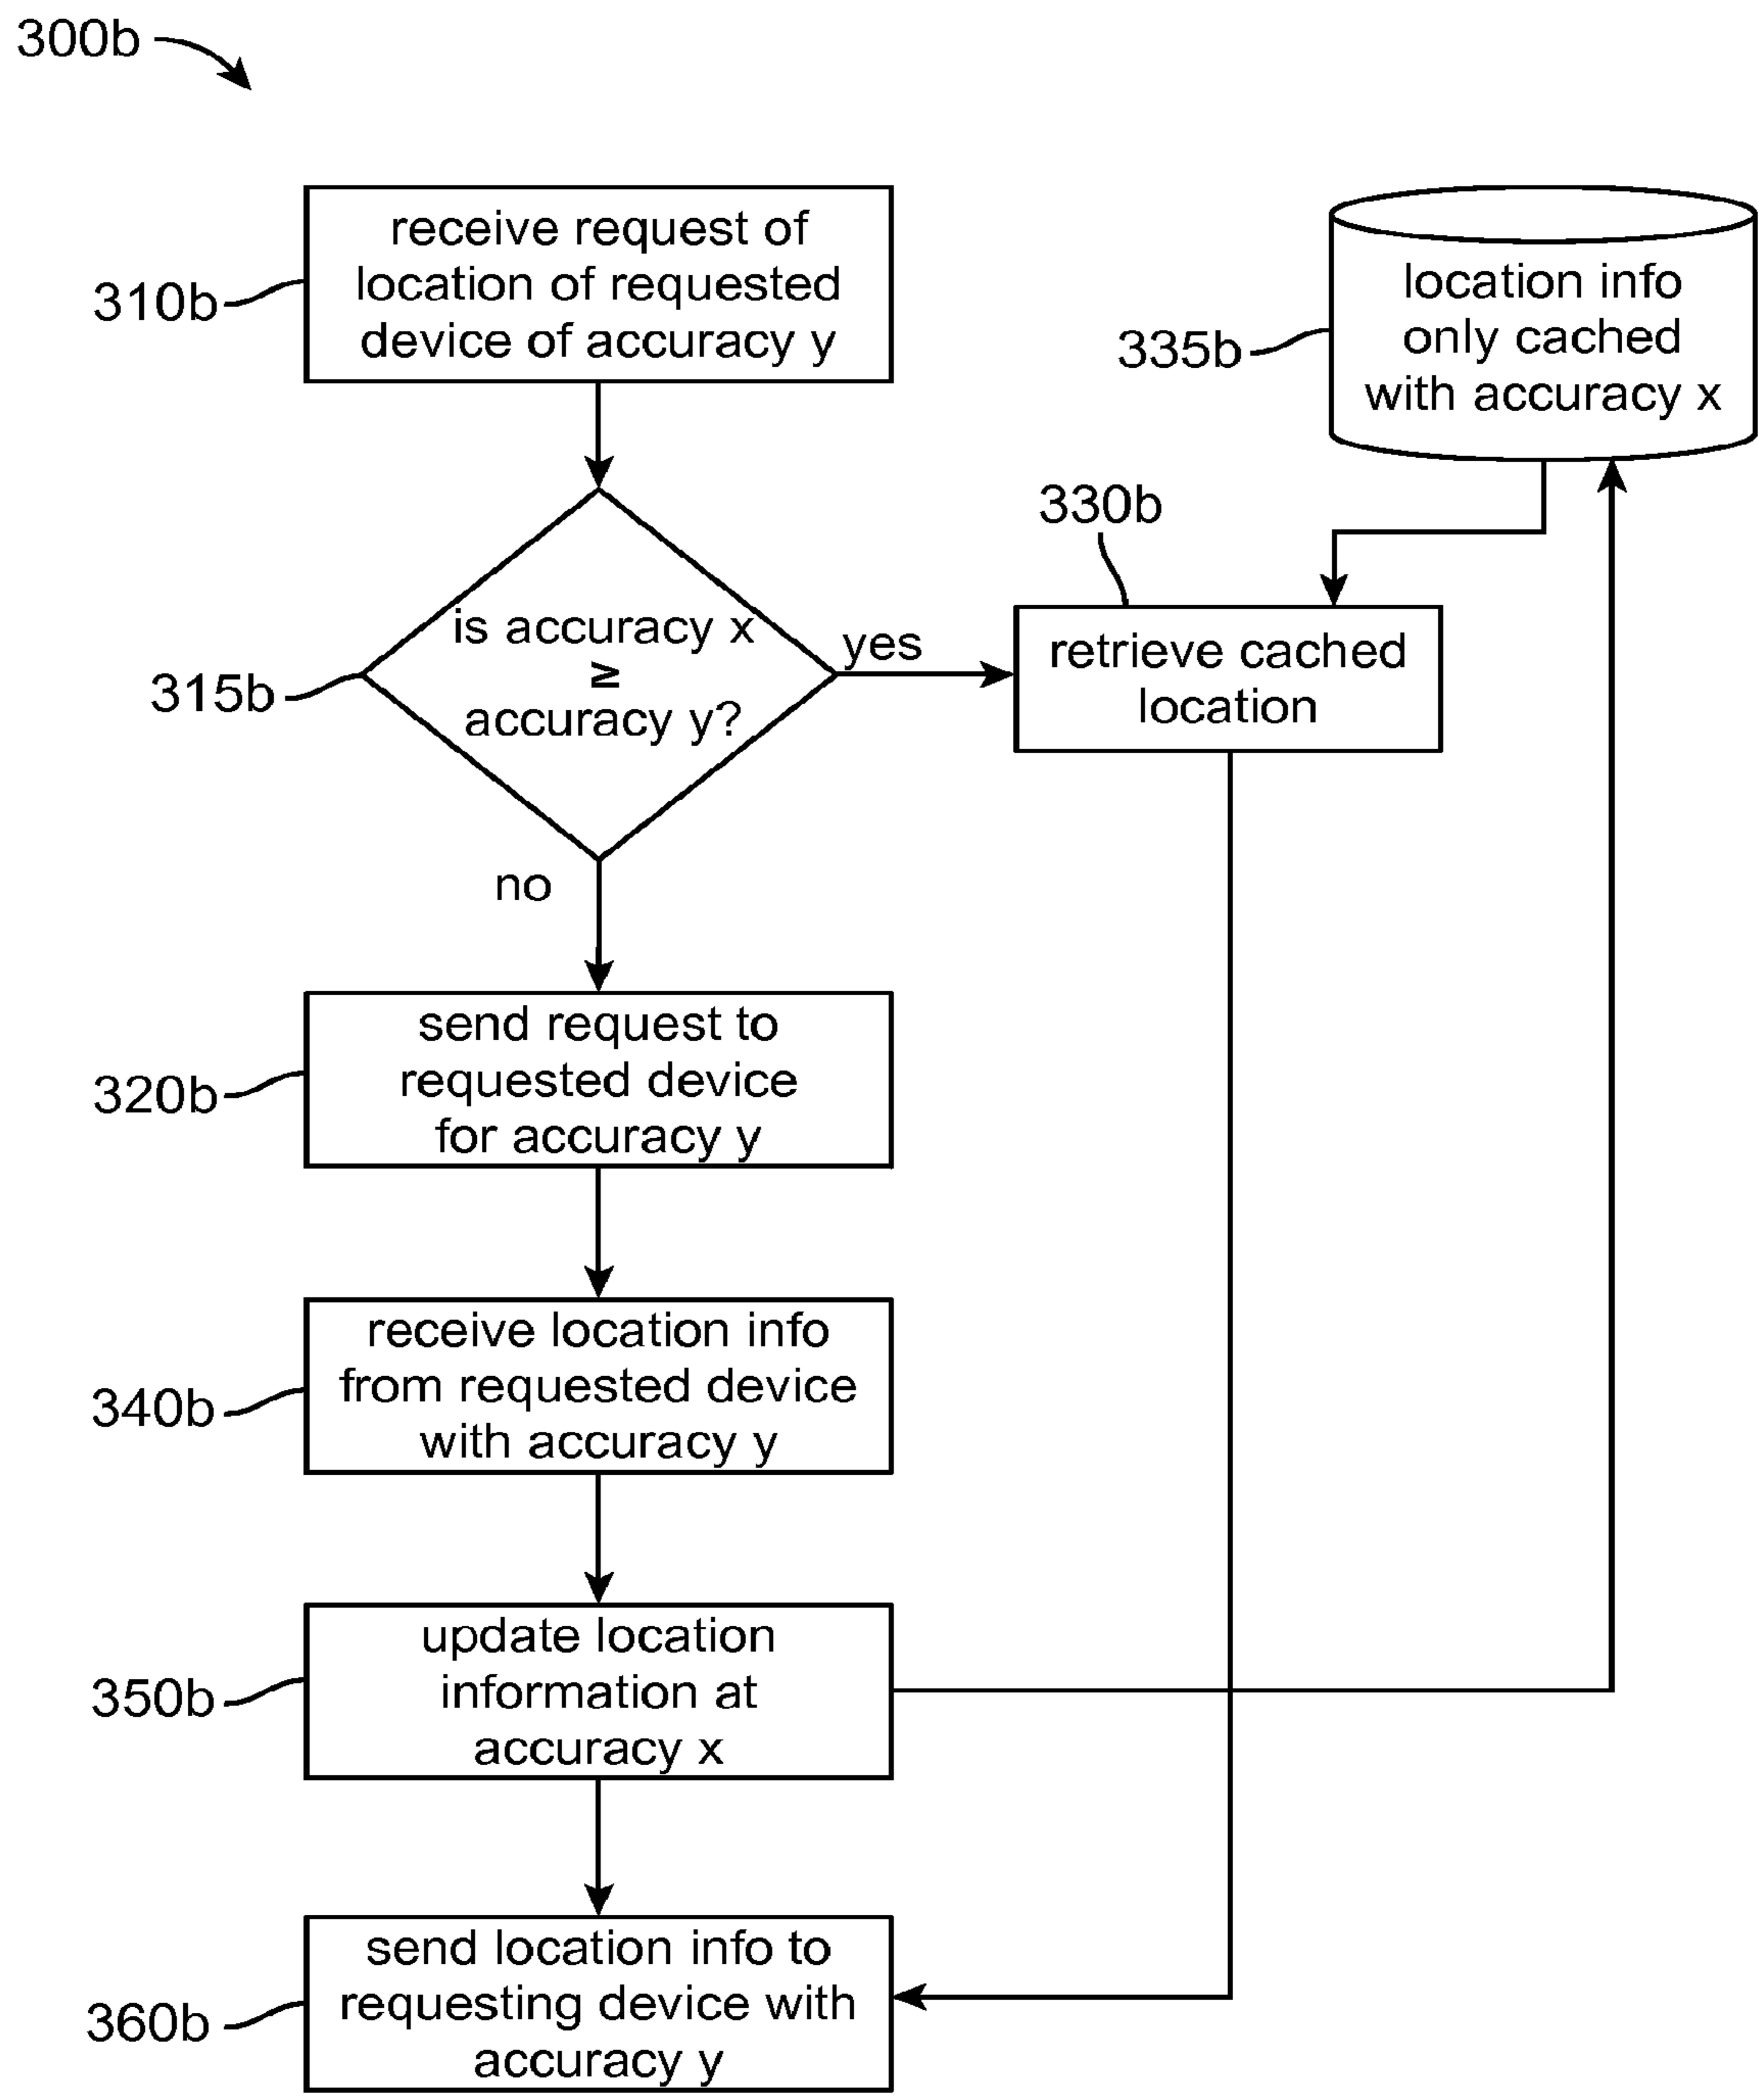 300b
310b
receive request of
location of requested
device of accuracy y
335b
location info
only cached
with accuracy x
315b
is accuracy x
≥
accuracy y?
yes
no
330b
retrieve cached
location
320b
send request to
requested device
for accuracy y
340b
receive location info
from requested device
with accuracy y
350b
update location
information at
accuracy x
360b
send location info to
requesting device with
accuracy y